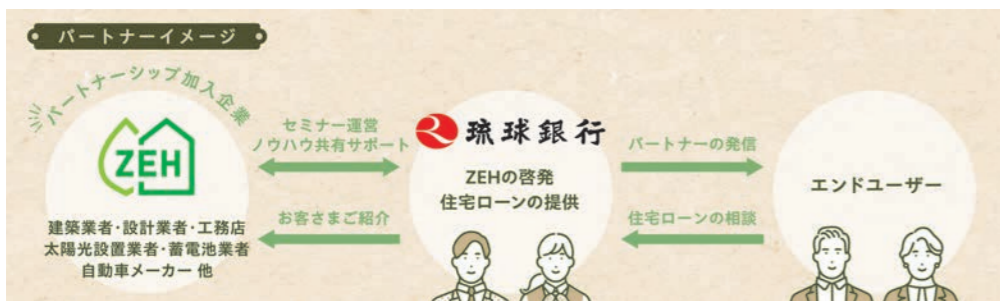 パートナーイメージ
パートナーシップ加入企業
ZEH
建築業者・設計業者・工務店
太陽光設置業者・蓄電池業者
自動車メーカー 他
セミナー運営
ノウハウ共有サポート
お客さまご紹介
琉球銀行
ZEHの啓発
住宅ローンの提供
パートナーの発信
住宅ローンの相談
エンドユーザー